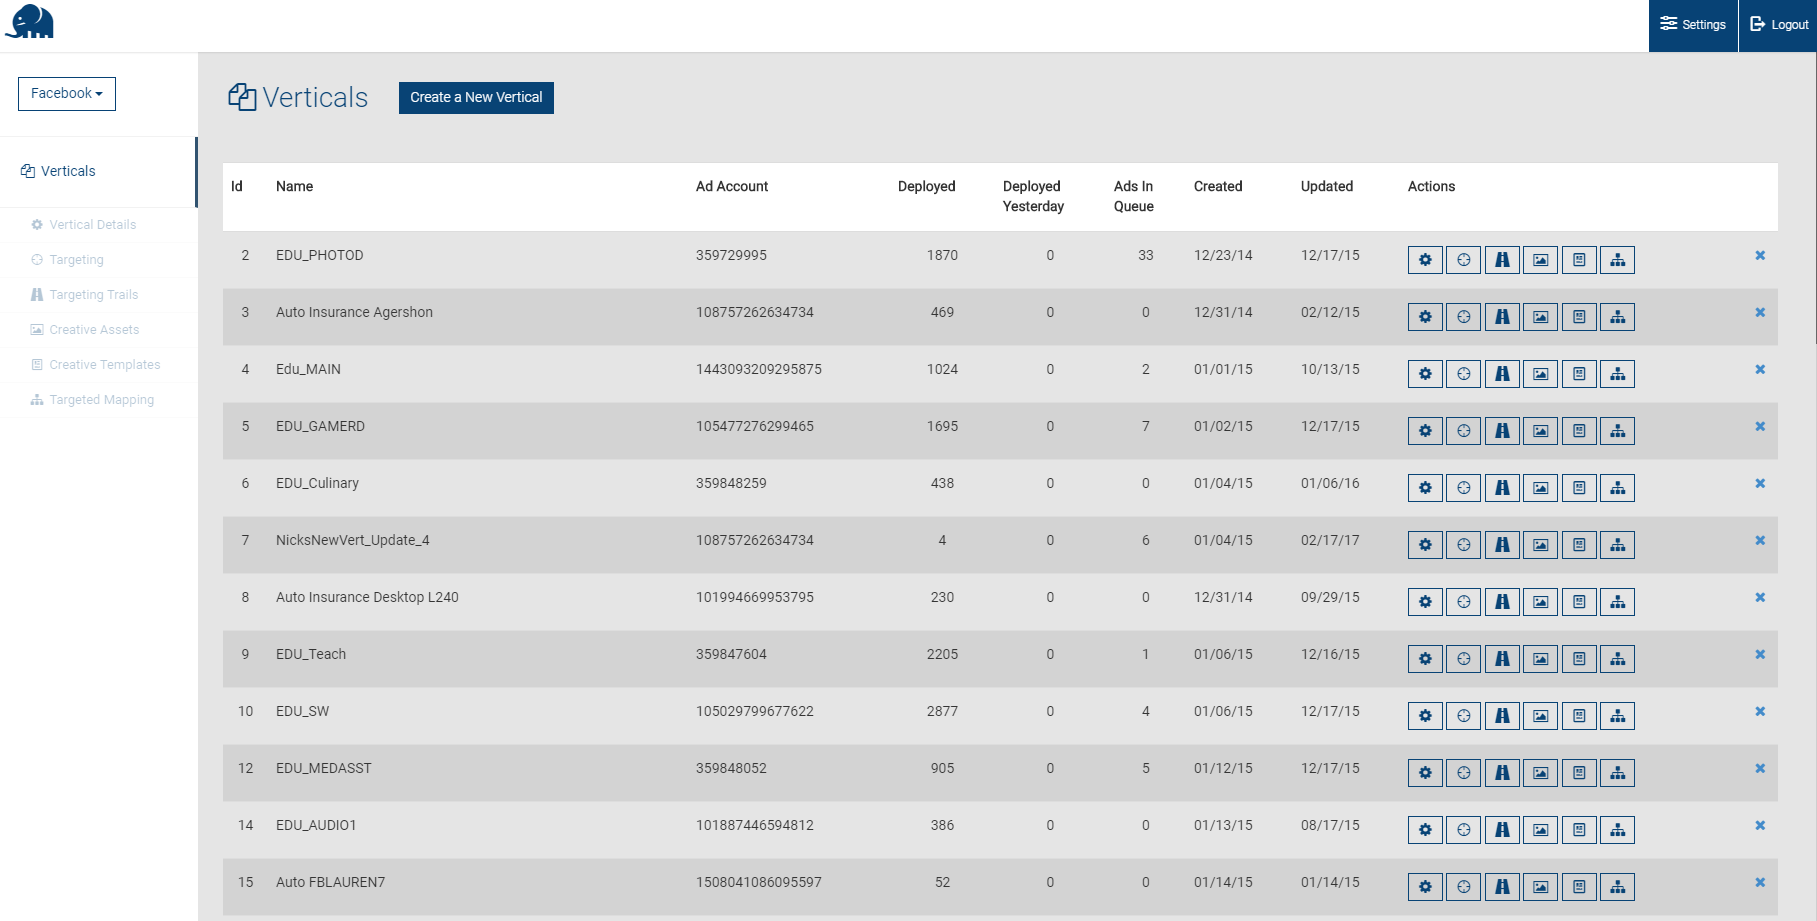 Settings
Logout
Facebook
Verticals
Create a New Vertical
Verticals
Vertical Details
Targeting
Targeting Trails
Creative Assets
Creative Templates
Targeted Mapping
Id Name Ad Account Deployed Deployed Yesterday Ads In Queue Created Updated Actions
2 EDU_PHOTOD 359729995 1870 0 33 12/23/14 12/17/15
3 Auto Insurance Agershon 108757262634734 469 0 0 12/31/14 02/12/15
4 Edu_MAIN 1443093209295875 1024 0 2 01/01/15 10/13/15
5 EDU_GAMERD 105477276299465 1695 0 7 01/02/15 12/17/15
6 EDU_Culinary 359848259 438 0 0 01/04/15 01/06/16
7 NicksNewVert_Update_4 108757262634734 4 0 6 01/04/15 02/17/17
8 Auto Insurance Desktop L240 101994669953795 230 0 0 12/31/14 09/29/15
9 EDU_Teach 359847604 2205 0 1 01/06/15 12/16/15
10 EDU_SW 105029799677622 2877 0 4 01/06/15 12/17/15
12 EDU_MEDASST 359848052 905 0 5 01/12/15 12/17/15
14 EDU_AUDIO1 101887446594812 386 0 0 01/13/15 08/17/15
15 Auto FBLAUREN7 1508041086095597 52 0 0 01/14/15 01/14/15